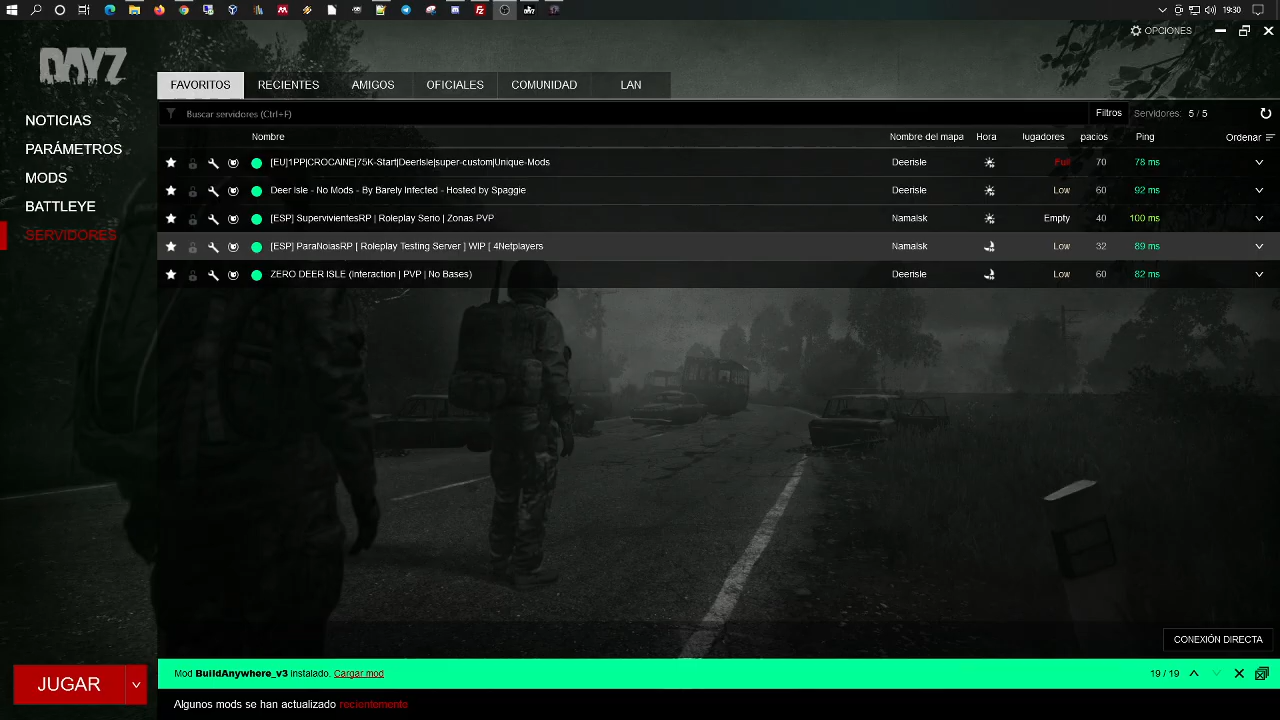 19:30
OPCIONES
DAYZ
FAVORITOS RECIENTES AMIGOS OFICIALES COMUNIDAD LAN
NOTICIAS
PARÁMETROS
MODS
BATTLEYE
SERVIDORES
Buscar servidores (Ctrl+F) Filtros Servidores: 5 / 5
Nombre Nombre del mapa Hora Jugadores pacios Ping Ordenar
[EU]1PP|CROCAINE|75K-Start|DeerIsle|super-custom|Unique-Mods Deerisle Full 70 78 ms
Deer Isle - No Mods - By Barely Infected - Hosted by Spaggie Deerisle Low 60 92 ms
[ESP] SupervivientesRP | Roleplay Serio | Zonas PVP Namalsk Empty 40 100 ms
[ESP] ParaNoiasRP | Roleplay Testing Server ] WIP [ 4Netplayers Namalsk Low 32 89 ms
ZERO DEER ISLE (Interaction | PVP | No Bases) Deerisle Low 60 82 ms
CONEXIÓN DIRECTA
JUGAR
Mod BuildAnywhere_v3 instalado. Cargar mod 19 / 19
Algunos mods se han actualizado recientemente